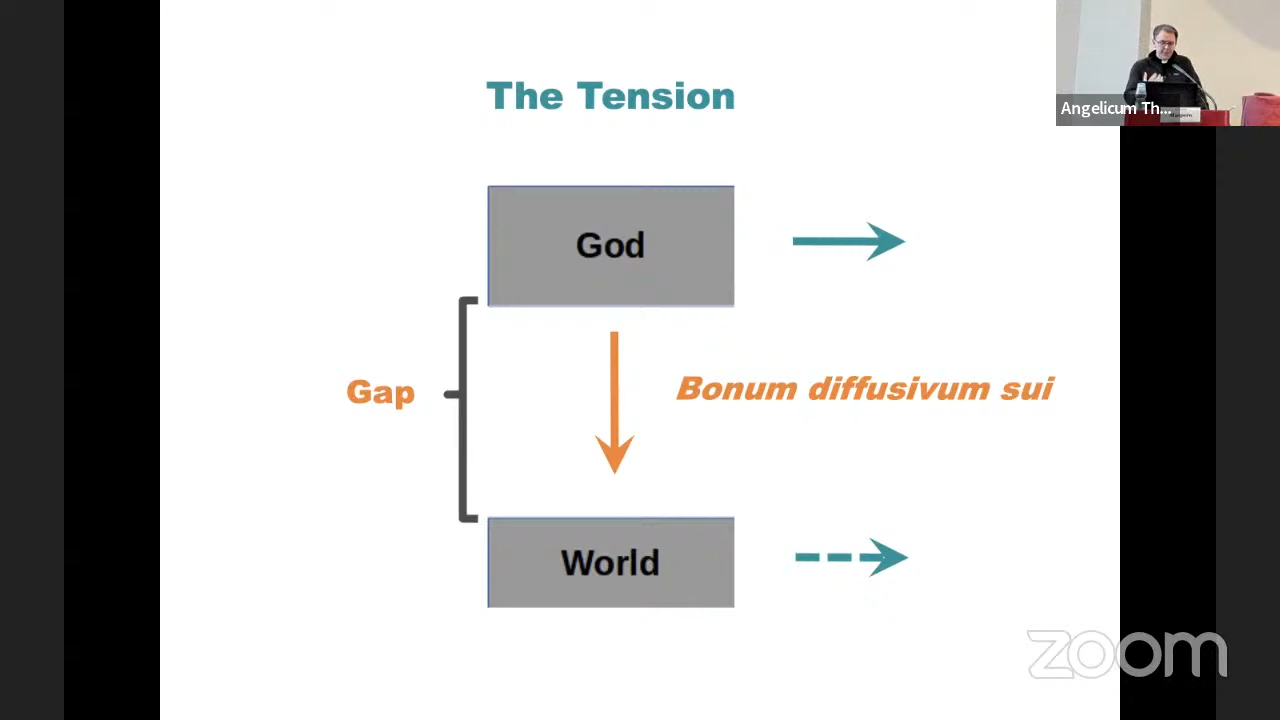 The Tension
Angelicum Th...
God
Gap
Bonum diffusivum sui
World
zoom